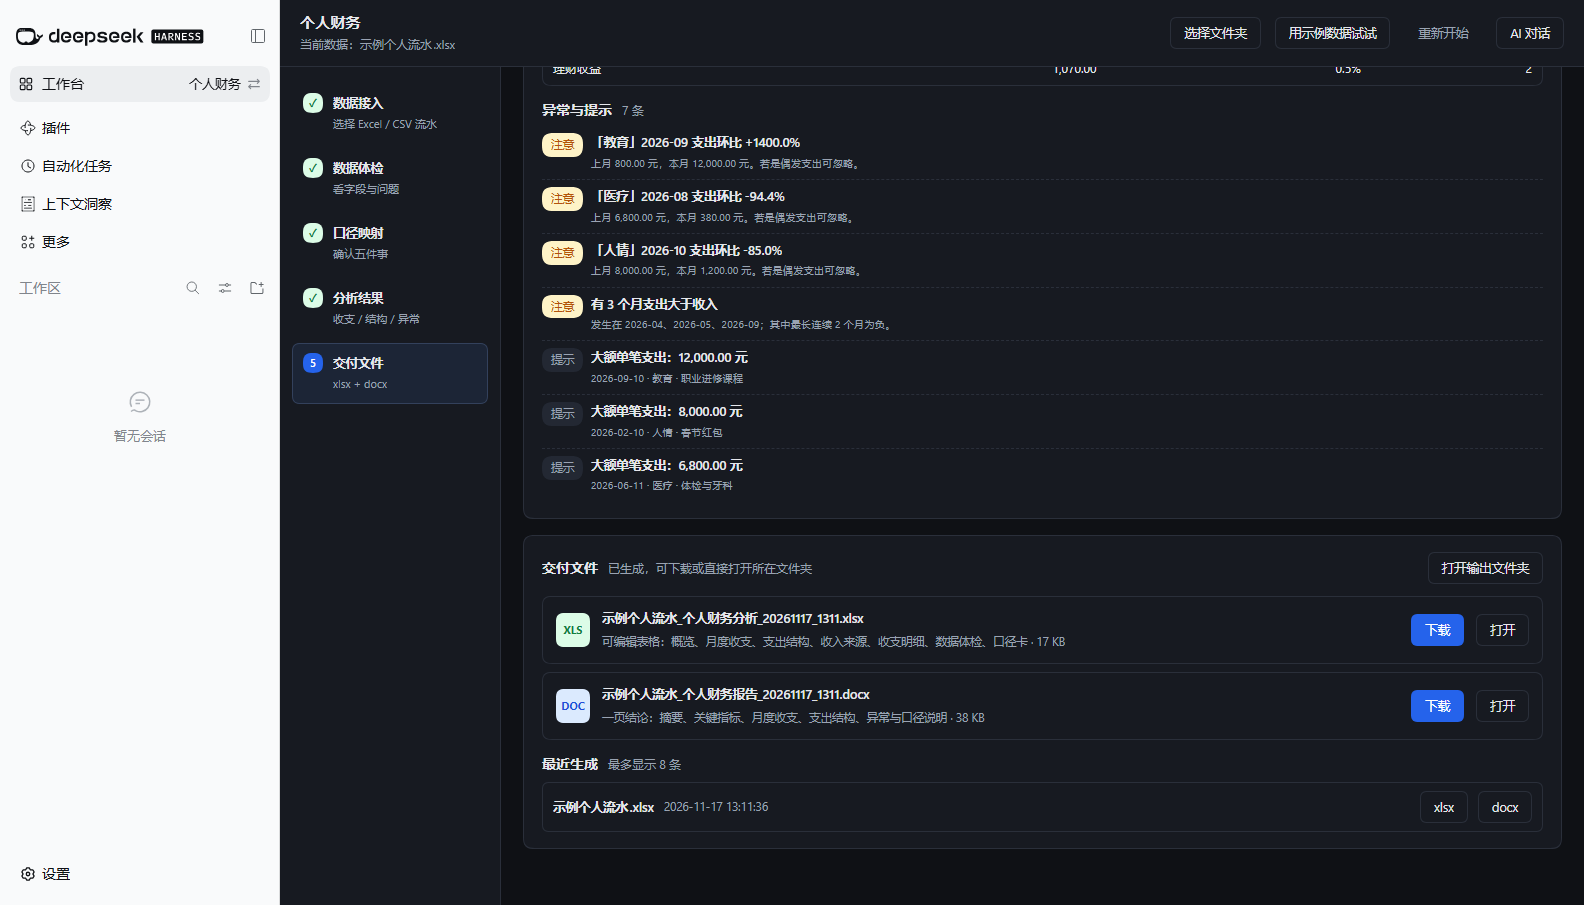 deepseek HARNESS
工作台 个人财务
插件
自动化任务
上下文洞察
更多
工作区
暂无会话
设置
个人财务
当前数据：示例个人流水.xlsx
选择文件夹
用示例数据试试
重新开始
AI 对话
数据接入
选择 Excel / CSV 流水
数据体检
看字段与问题
口径映射
确认五件事
分析结果
收支 / 结构 / 异常
5 交付文件
xlsx + docx
理财收益 1,070.00 0.5% 2
异常与提示 7 条
注意 「教育」2026-09 支出环比 +1400.0%
上月 800.00 元，本月 12,000.00 元。若是偶发支出可忽略。
注意 「医疗」2026-08 支出环比 -94.4%
上月 6,800.00 元，本月 380.00 元。若是偶发支出可忽略。
注意 「人情」2026-10 支出环比 -85.0%
上月 8,000.00 元，本月 1,200.00 元。若是偶发支出可忽略。
注意 有 3 个月支出大于收入
发生在 2026-04、2026-05、2026-09；其中最长连续 2 个月为负。
提示 大额单笔支出：12,000.00 元
2026-09-10 · 教育 · 职业进修课程
提示 大额单笔支出：8,000.00 元
2026-02-10 · 人情 · 春节红包
提示 大额单笔支出：6,800.00 元
2026-06-11 · 医疗 · 体检与牙科
交付文件 已生成，可下载或直接打开所在文件夹
打开输出文件夹
XLS 示例个人流水_个人财务分析_20261117_1311.xlsx
可编辑表格：概览、月度收支、支出结构、收入来源、收支明细、数据体检、口径卡 · 17 KB
下载 打开
DOC 示例个人流水_个人财务报告_20261117_1311.docx
一页结论：摘要、关键指标、月度收支、支出结构、异常与口径说明 · 38 KB
下载 打开
最近生成 最多显示 8 条
示例个人流水.xlsx 2026-11-17 13:11:36
xlsx docx